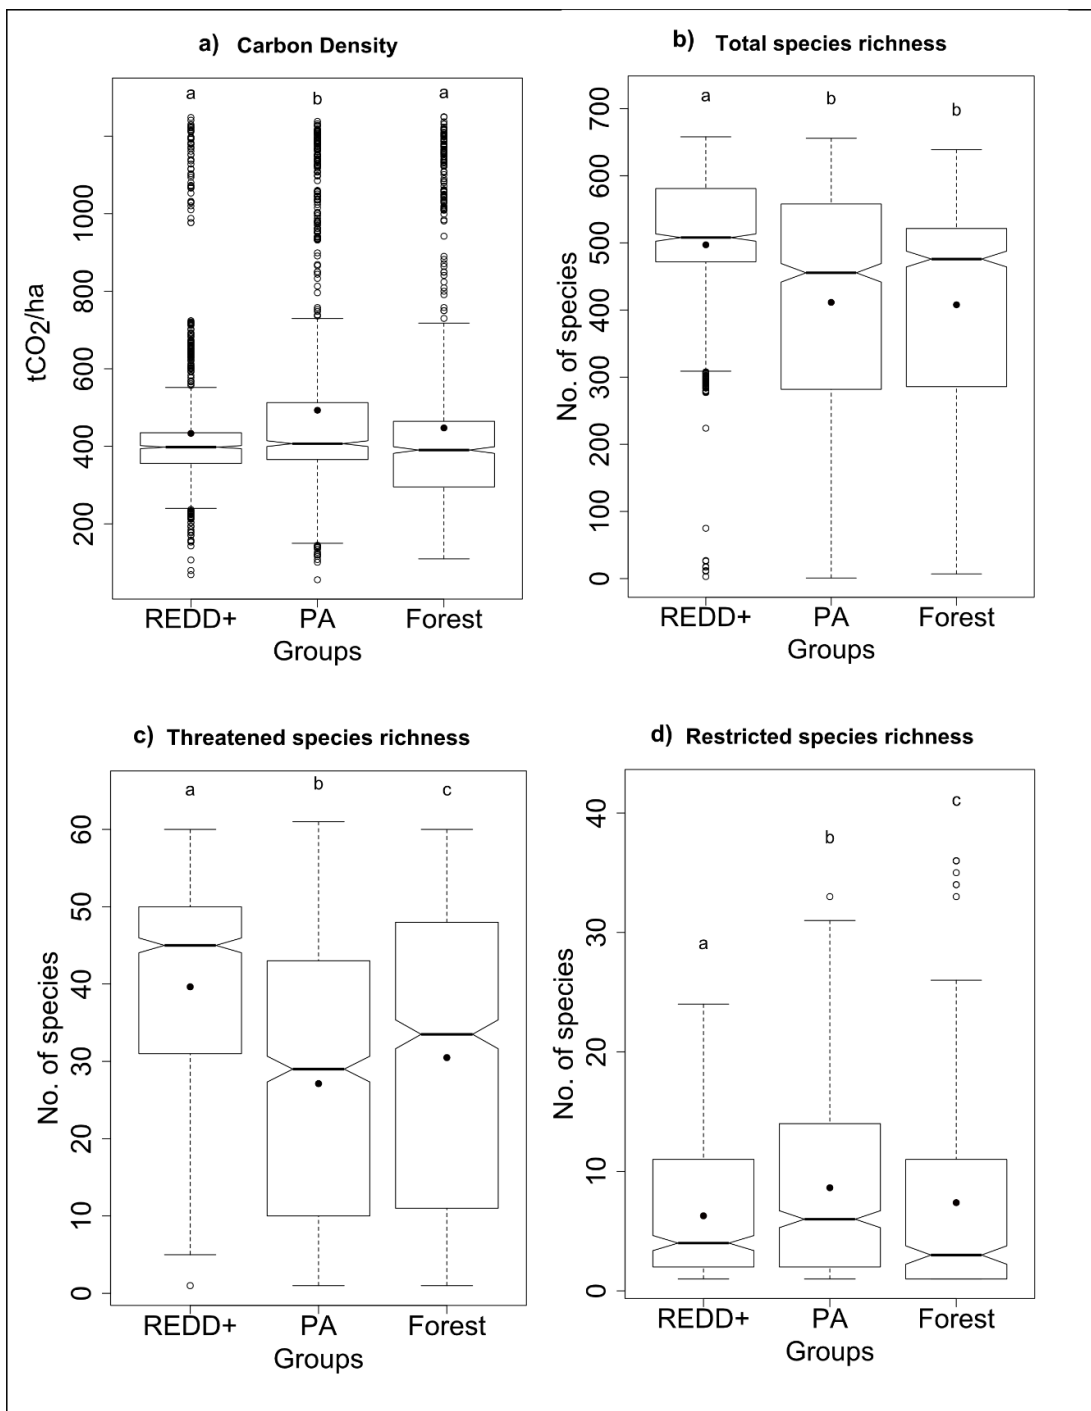 a) Carbon Density
a b a
tCO2/ha
200 400 600 800 1000
REDD+ PA Forest
Groups
b) Total species richness
a b b
No. of species
0 100 200 300 400 500 600 700
REDD+ PA Forest
Groups
c) Threatened species richness
a b c
No. of species
0 10 20 30 40 50 60
REDD+ PA Forest
Groups
d) Restricted species richness
a b c
No. of species
0 10 20 30 40
REDD+ PA Forest
Groups